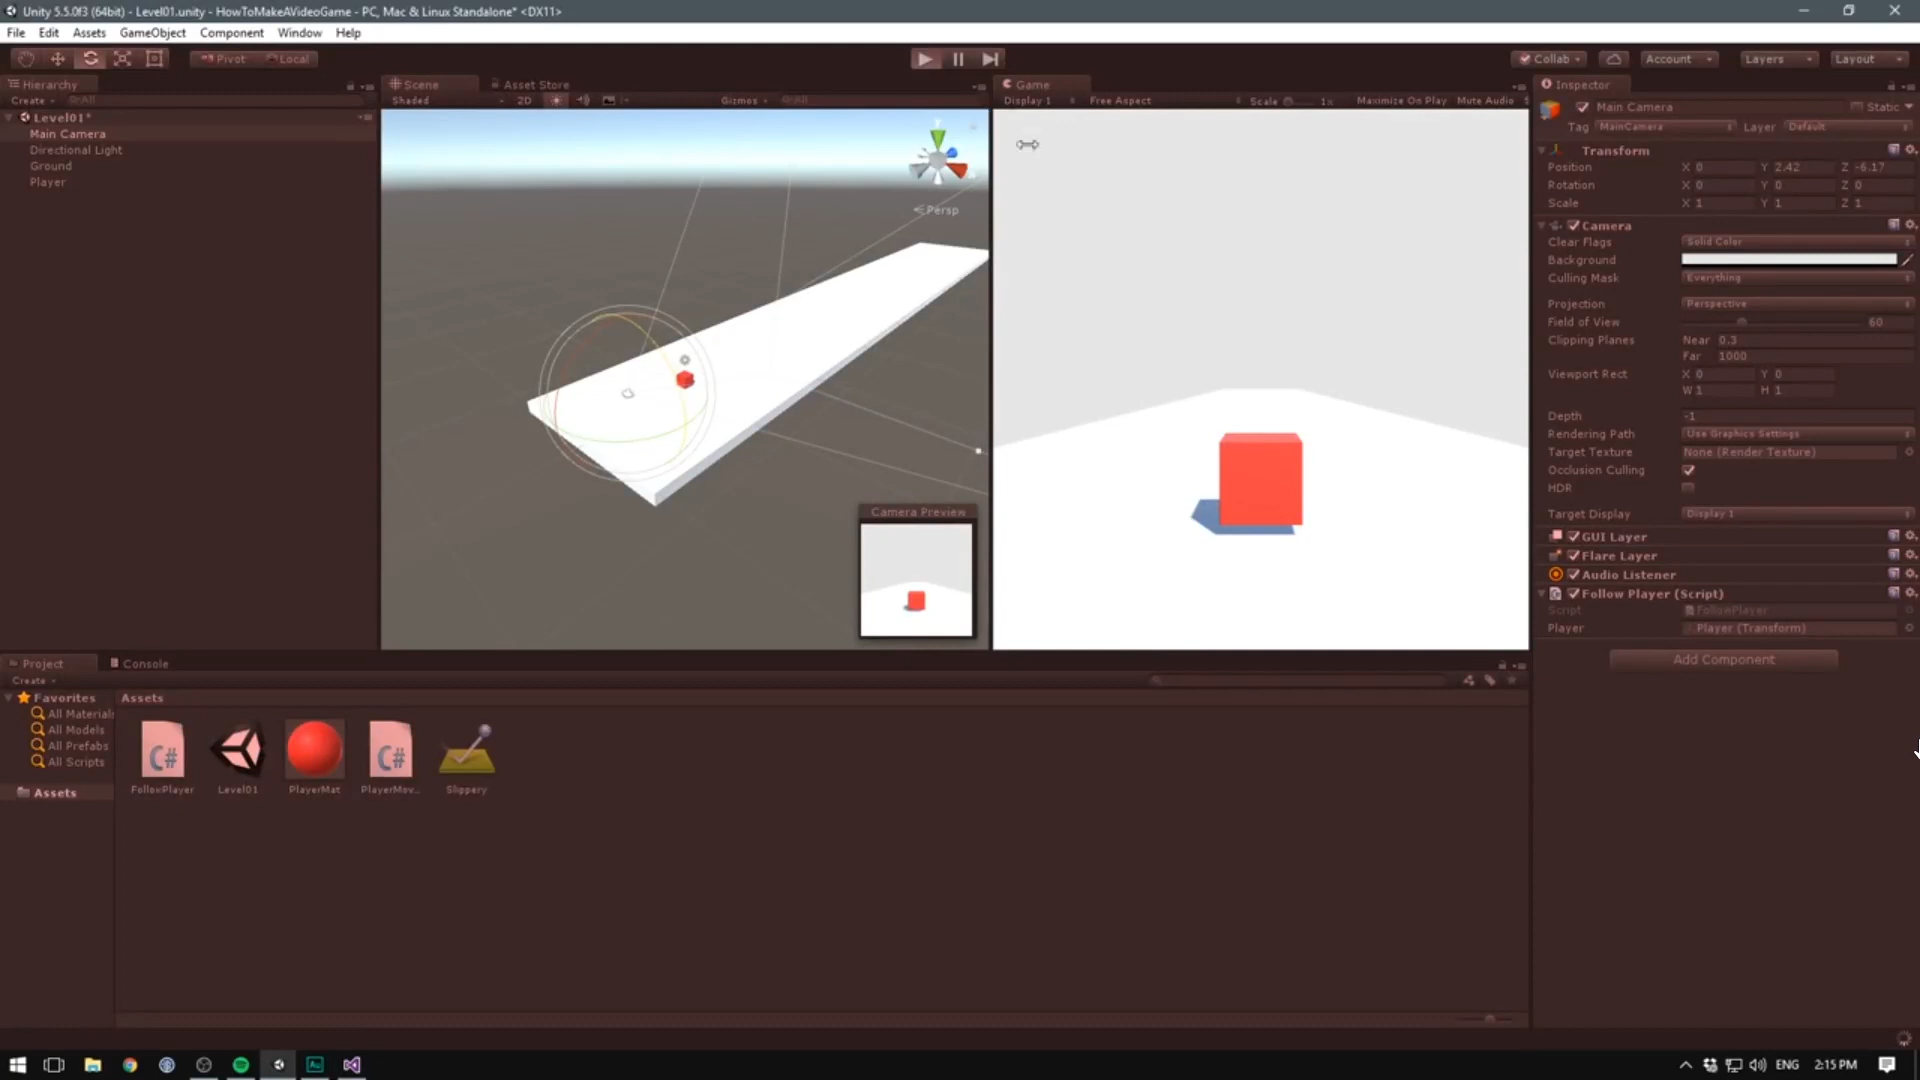 Unity 5.5.0f3 (64bit) - Level01.unity - HowToMakeAVideoGame - PC, Mac & Linux Standalone* <DX11>
File Edit Assets GameObject Component Window Help
Pivot Local Collab Account Layers Layout
Hierarchy
Create All
Level01*
Main Camera
Directional Light
Ground
Player
Scene Asset Store
Shaded 2D Gizmos All
Persp
Camera Preview
Game
Display 1 Free Aspect Scale 1x Maximize On Play Mute Audio
Inspector
Main Camera Static
Tag MainCamera Layer Default
Transform
Position X 0 Y 2.42 Z -6.17
Rotation X 0 Y 0 Z 0
Scale X 1 Y 1 Z 1
Camera
Clear Flags Solid Color
Background
Culling Mask Everything
Projection Perspective
Field of View 60
Clipping Planes Near 0.3
Far 1000
Viewport Rect X 0 Y 0
W 1 H 1
Depth -1
Rendering Path Use Graphics Settings
Target Texture None (Render Texture)
Occlusion Culling
HDR
Target Display Display 1
GUI Layer
Flare Layer
Audio Listener
Follow Player (Script)
Script FollowPlayer
Player Player (Transform)
Add Component
Project Console
Create
Favorites
All Materials
All Models
All Prefabs
All Scripts
Assets
Assets
C# C#
FollowPlayer Level01 PlayerMat PlayerMov... Slippery
Au
ENG 2:15 PM